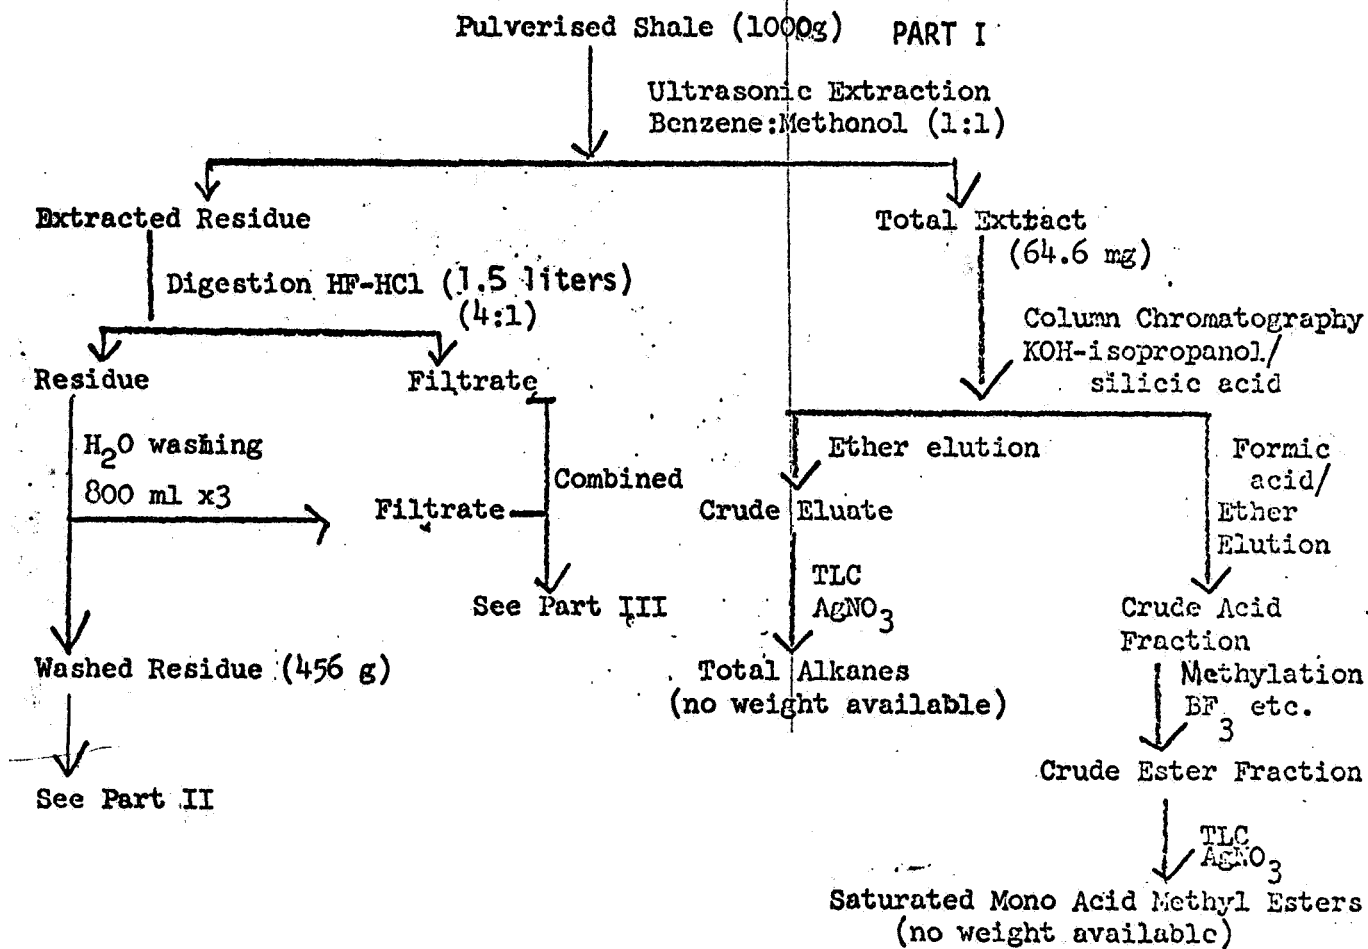 Pulverised Shale (1000g) PART I
Ultrasonic Extraction
Benzene:Methanol (1:1)
Extracted Residue
Total Extract
(64.6 mg)
Digestion HF-HCl (1.5 liters)
(4:1)
Column Chromatography
KOH-isopropanol/
silicic acid
Residue
Filtrate
H2O washing
800 ml x3
Combined
Filtrate
See Part III
Ether elution
Crude Eluate
Formic
acid/
Ether
Elution
TLC
AgNO3
Total Alkanes
(no weight available)
Crude Acid
Fraction
Methylation
BF3 etc.
Washed Residue (456 g)
See Part II
Crude Ester Fraction
TLC
AgNO3
Saturated Mono Acid Methyl Esters
(no weight available)